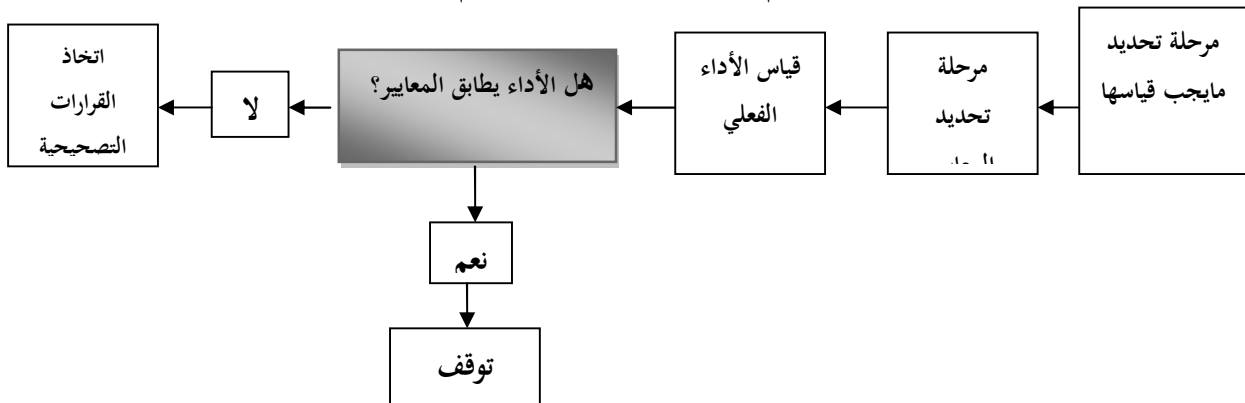 مرحلة تحديد
مايجب قياسها
مرحلة
تحديد
قياس الأداء
الفعلي
هل الأداء يطابق المعايير؟
لا
اتخاذ
القرارات
التصحيحية
نعم
توقف